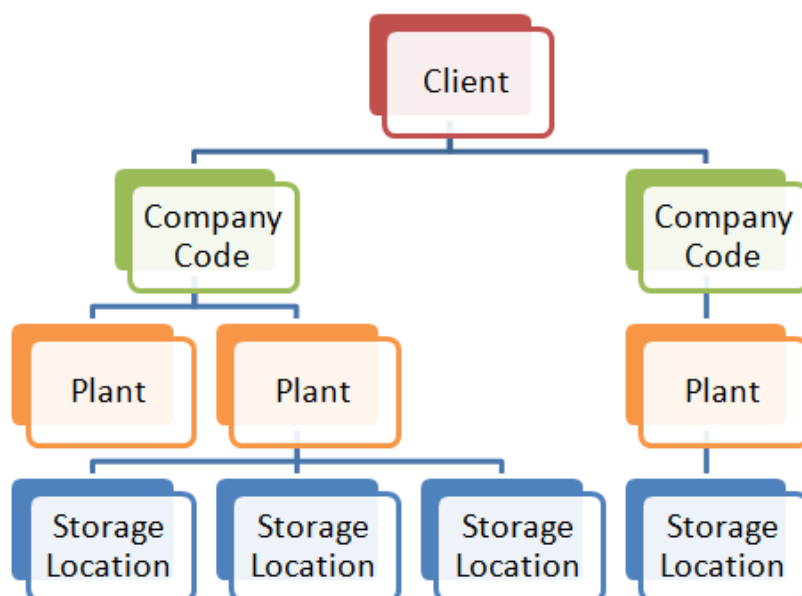 Client
Company
Code
Company
Code
Plant
Plant
Plant
Storage
Location
Storage
Location
Storage
Location
Storage
Location